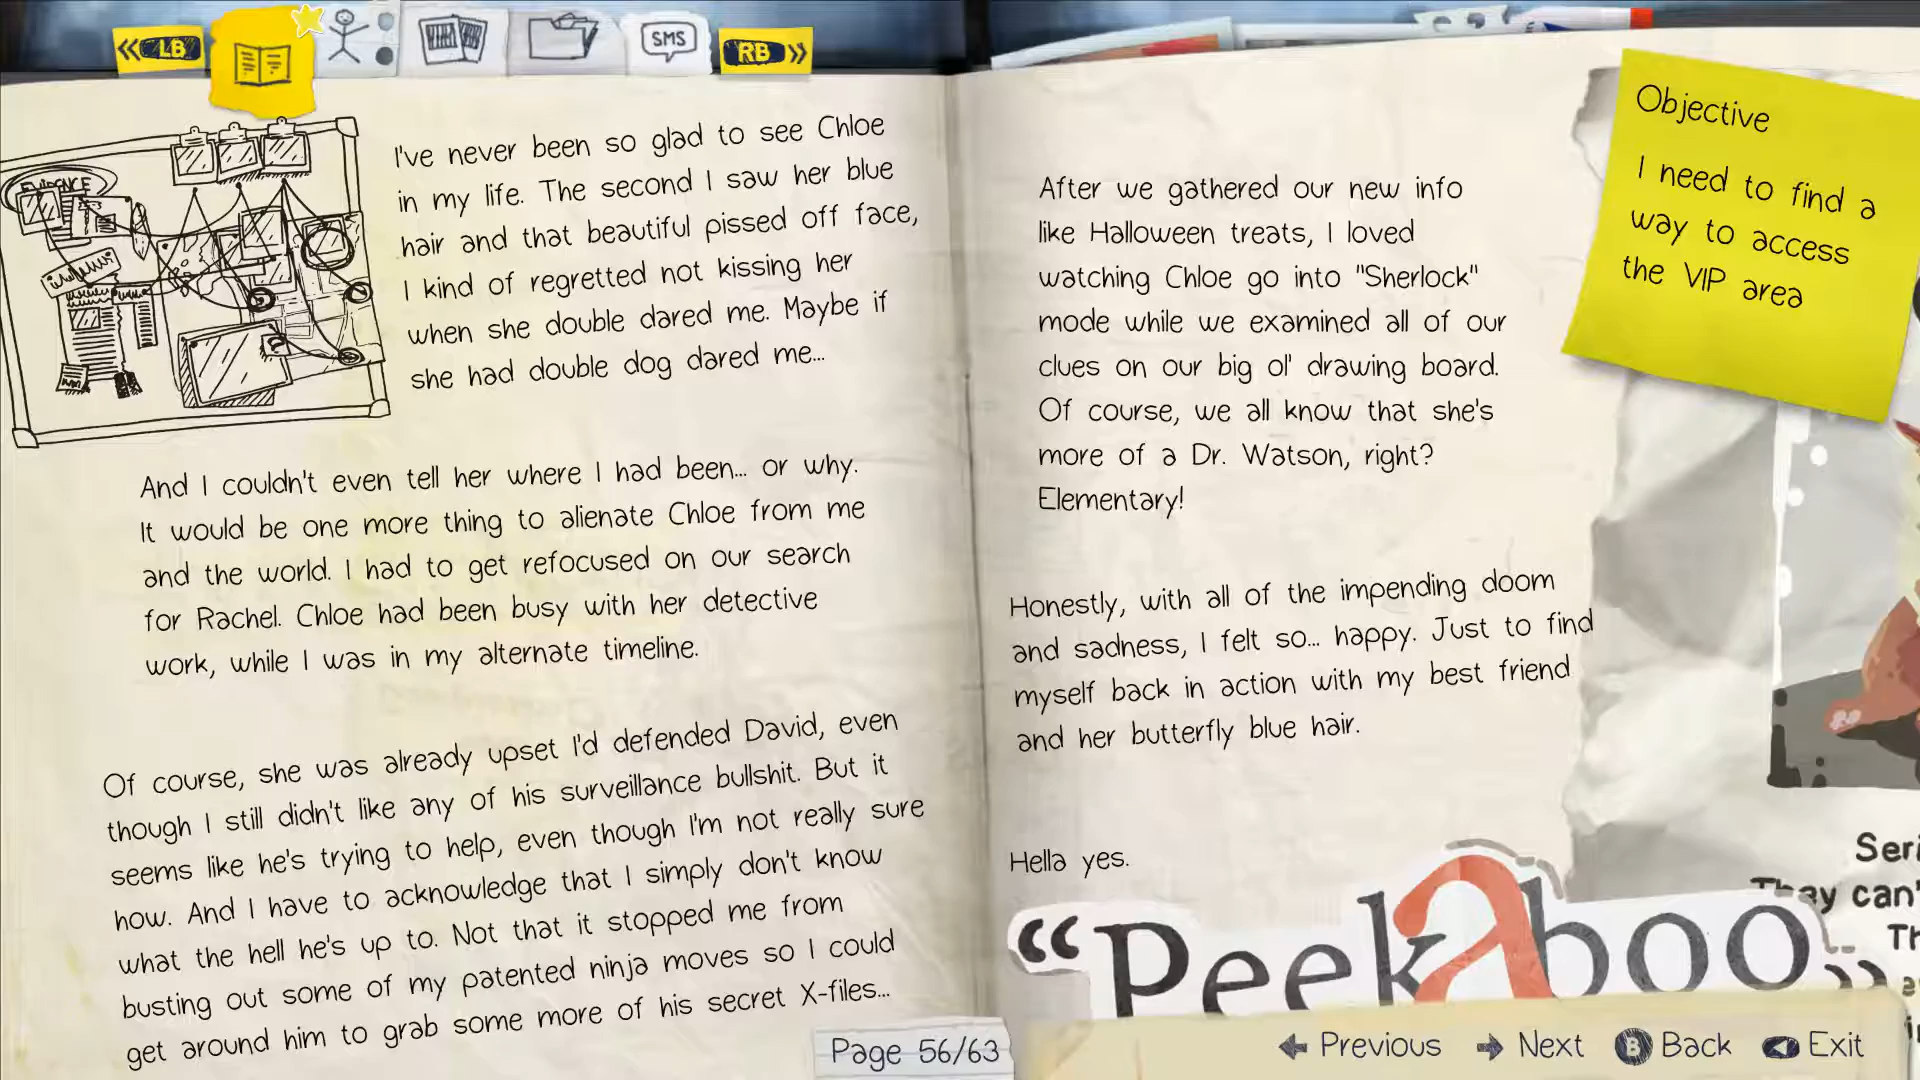 LB
SMS
RB
EVIDENCE
I've never been so glad to see Chloe
in my life. The second I saw her blue
hair and that beautiful pissed off face,
I kind of regretted not kissing her
when she double dared me. Maybe if
she had double dog dared me...
And I couldn't even tell her where I had been... or why.
It would be one more thing to alienate Chloe from me
and the world. I had to get refocused on our search
for Rachel. Chloe had been busy with her detective
work, while I was in my alternate timeline.
Of course, she was already upset I'd defended David, even
though I still didn't like any of his surveillance bullshit. But it
seems like he's trying to help, even though I'm not really sure
how. And I have to acknowledge that I simply don't know
what the hell he's up to. Not that it stopped me from
busting out some of my patented ninja moves so I could
get around him to grab some more of his secret X-files...
After we gathered our new info
like Halloween treats, I loved
watching Chloe go into "Sherlock"
mode while we examined all of our
clues on our big ol' drawing board.
Of course, we all know that she's
more of a Dr. Watson, right?
Elementary!
Honestly, with all of the impending doom
and sadness, I felt so... happy. Just to find
myself back in action with my best friend
and her butterfly blue hair.
Hella yes.
Objective
I need to find a
way to access
the VIP area
Seri
They can'
Th
“Peekaboo”
Page 56/63
Previous
Next
B Back
Exit